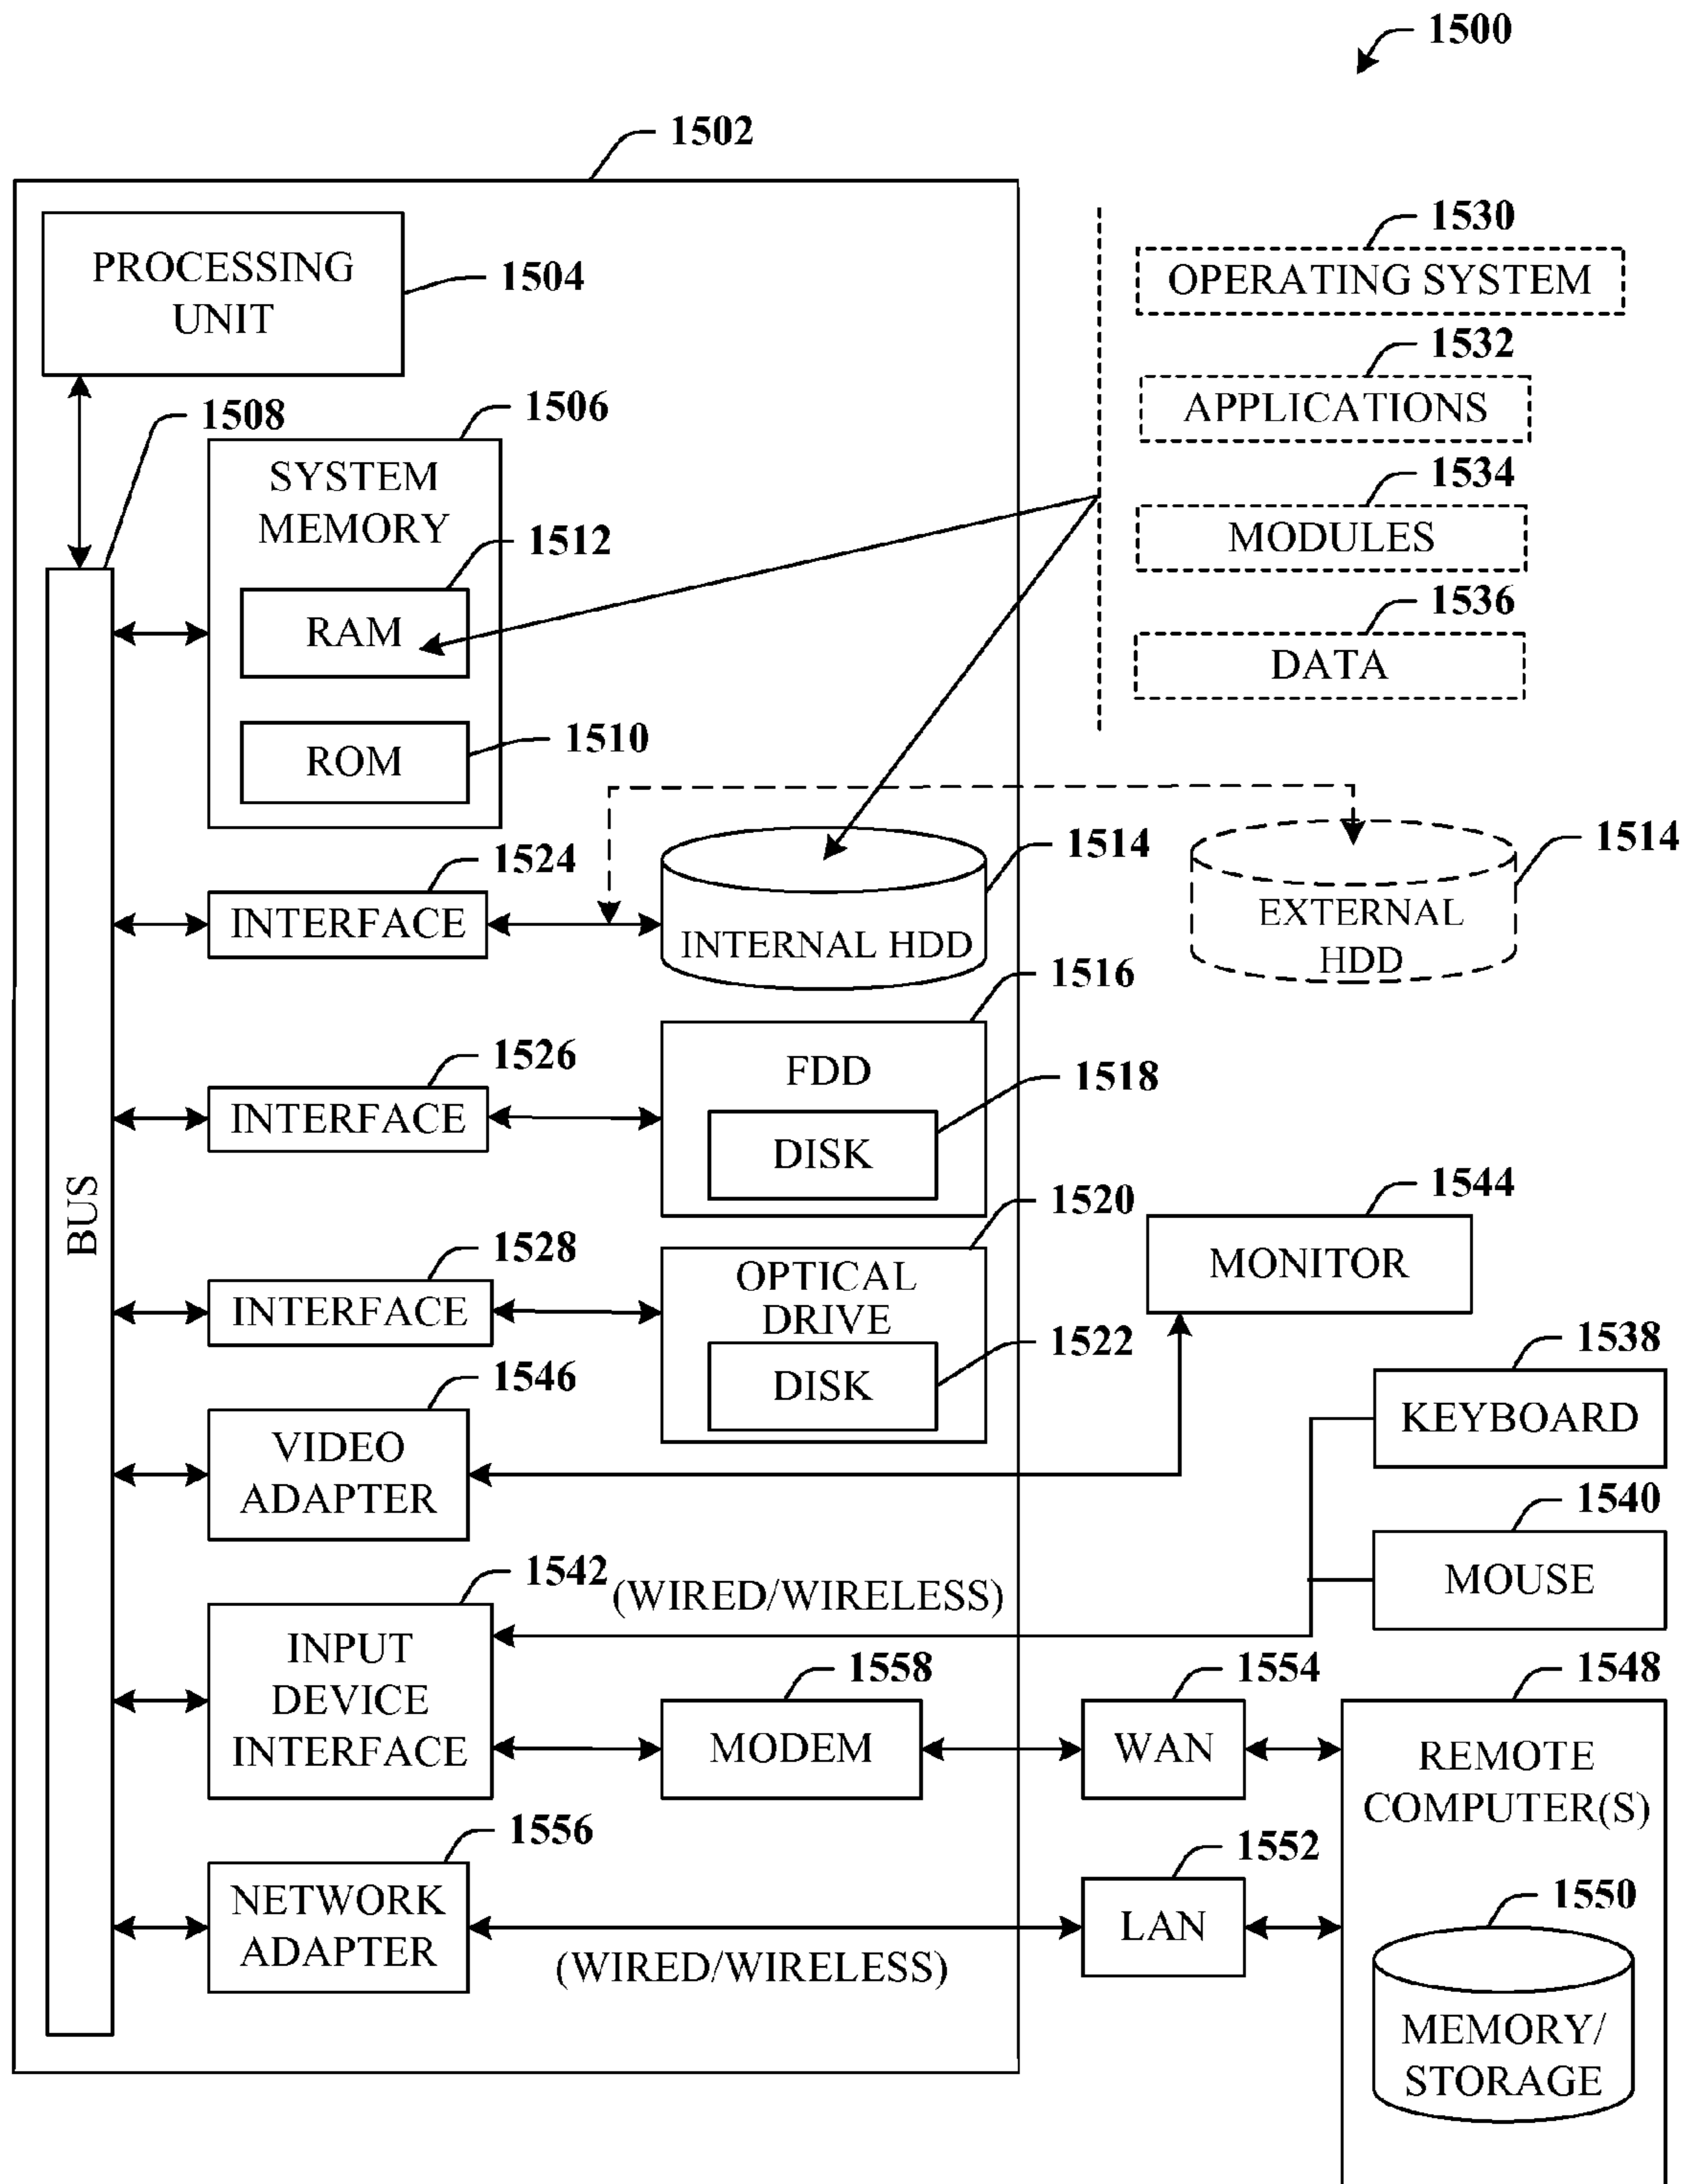 1500
1502
PROCESSING
UNIT
1504
1530
OPERATING SYSTEM
1532
APPLICATIONS
1534
MODULES
1536
DATA
1508
1506
SYSTEM
MEMORY
1512
RAM
1510
ROM
1524
INTERFACE
1514
INTERNAL HDD
1514
EXTERNAL
HDD
1516
FDD
1518
DISK
1526
INTERFACE
BUS
1528
INTERFACE
1520
OPTICAL
DRIVE
1522
DISK
1544
MONITOR
1546
VIDEO
ADAPTER
1538
KEYBOARD
1540
MOUSE
1542
(WIRED/WIRELESS)
INPUT
DEVICE
INTERFACE
1558
MODEM
1554
WAN
1548
REMOTE
COMPUTER(S)
1556
NETWORK
ADAPTER
(WIRED/WIRELESS)
1552
LAN
1550
MEMORY/
STORAGE